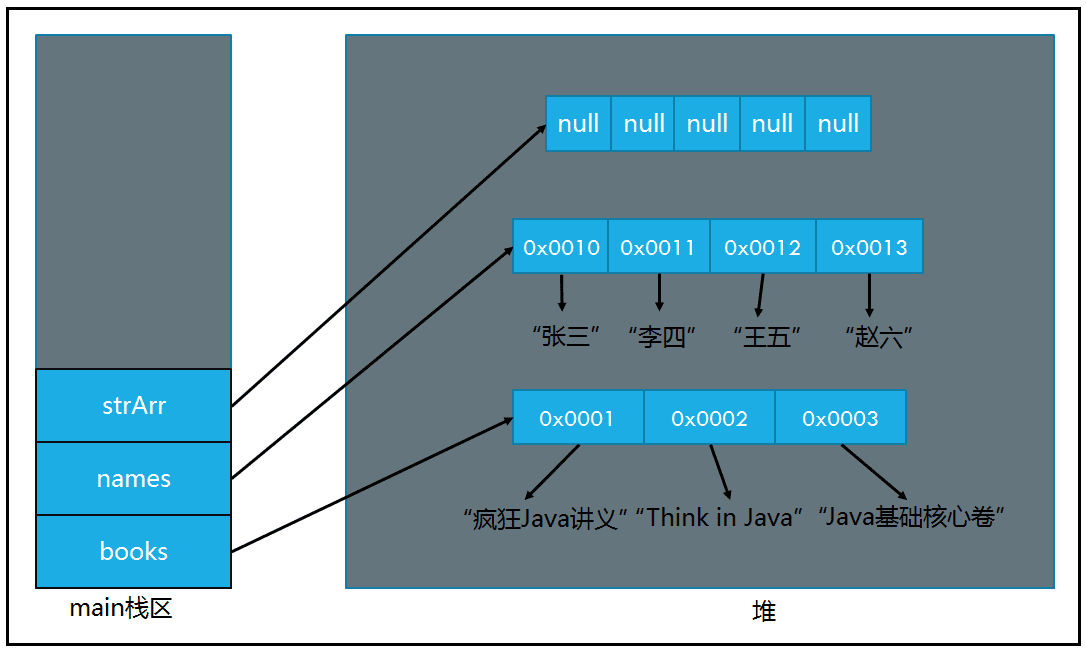 null null null null null
0x0010 0x0011 0x0012 0x0013
“张三” “李四” “王五” “赵六”
strArr
0x0001 0x0002 0x0003
names
“疯狂Java讲义” “Think in Java” “Java基础核心卷”
books
main栈区
堆